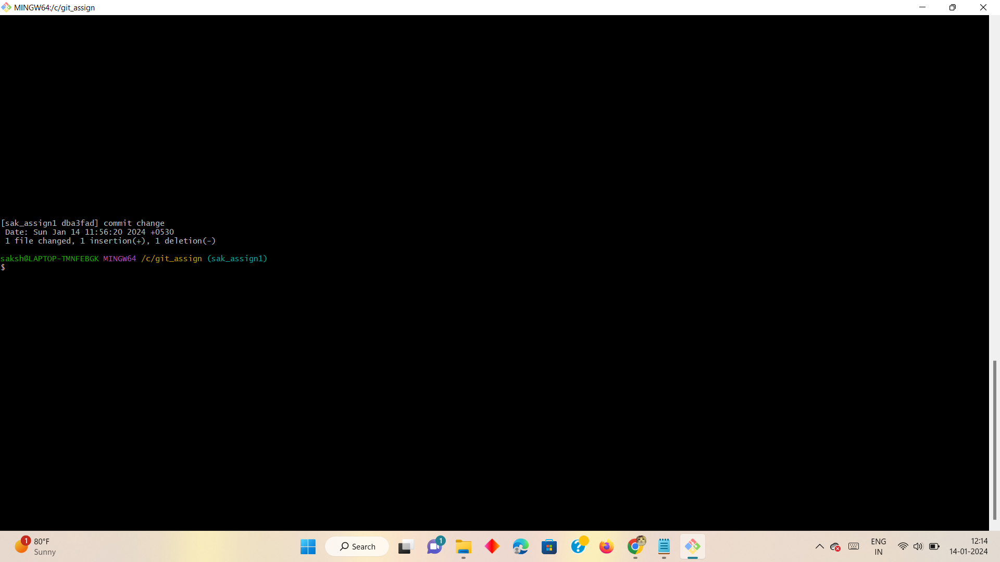 MINGW64:/c/git_assign
[sak_assign1 dba3fad] commit change
Date: Sun Jan 14 11:56:20 2024 +0530
1 file changed, 1 insertion(+), 1 deletion(-)
saksh@LAPTOP-TMNFEBGK MINGW64 /c/git_assign (sak_assign1)
$
1
80°F
Sunny
Search
1
ENG
IN
12:14
14-01-2024